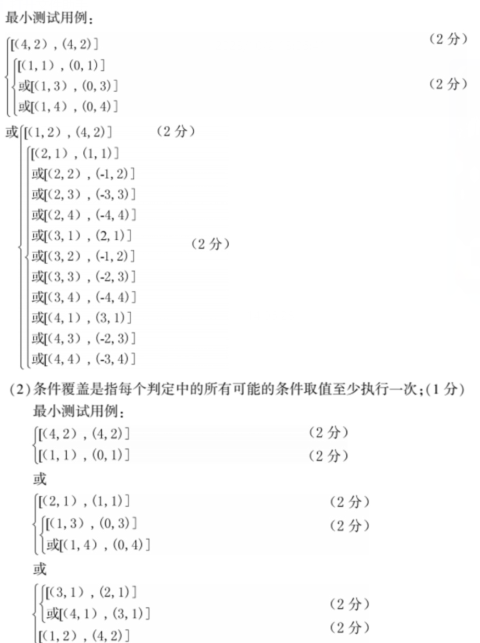 最小测试用例:
[(4,2),(4,2)] (2 分)
[(1,1),(0,1)]
或[(1,3),(0,3)] (2 分)
或[(1,4),(0,4)]
或[(1,2),(4,2)] (2 分)
[(2,1),(1,1)]
或[(2,2),(-1,2)]
或[(2,3),(-3,3)]
或[(2,4),(-4,4)]
或[(3,1),(2,1)]
(2 分)
或[(3,2),(-1,2)]
或[(3,3),(-2,3)]
或[(3,4),(-4,4)]
或[(4,1),(3,1)]
或[(4,3),(-2,3)]
或[(4,4),(-3,4)]
(2)条件覆盖是指每个判定中的所有可能的条件取值至少执行一次;(1 分)
最小测试用例:
[(4,2),(4,2)] (2 分)
[(1,1),(0,1)] (2 分)
或
[(2,1),(1,1)] (2 分)
[(1,3),(0,3)] (2 分)
或[(1,4),(0,4)]
或
[(3,1),(2,1)] (2 分)
或[(4,1),(3,1)]
[(1,2),(4,2)] (2 分)